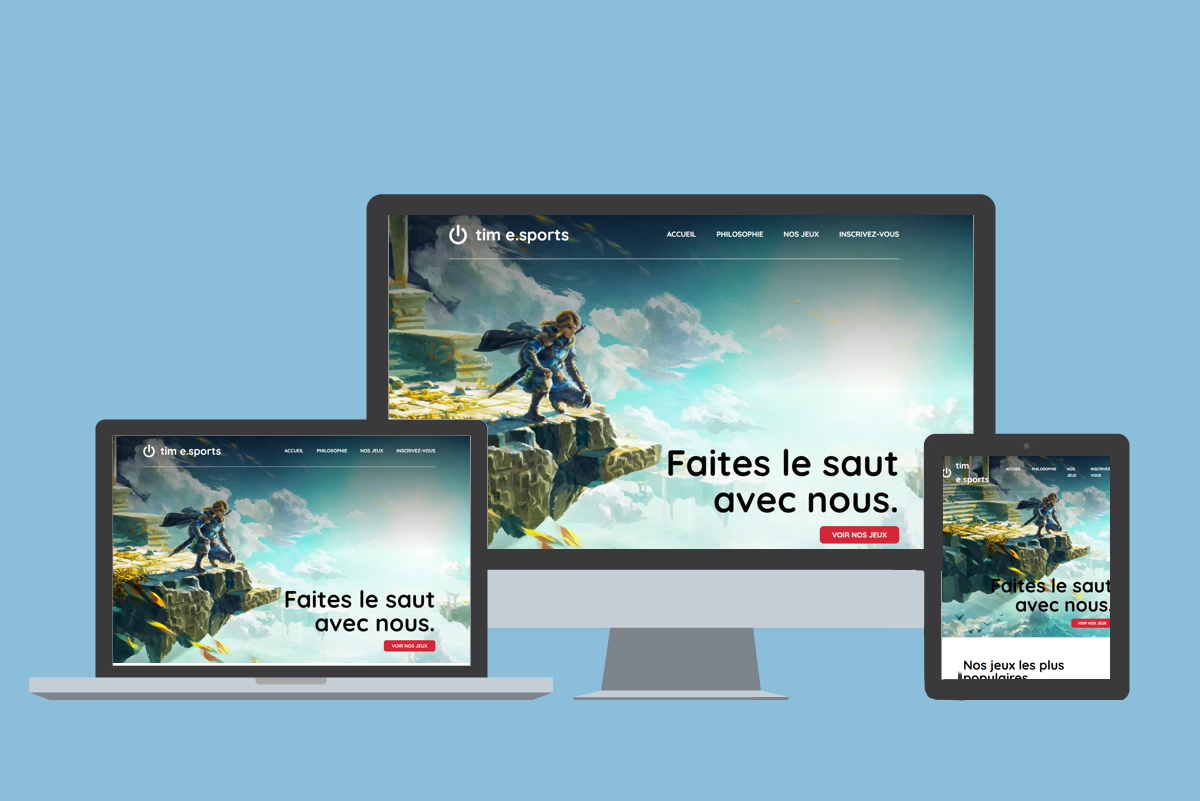 tim e.sports
ACCUEIL PHILOSOPHIE NOS JEUX INSCRIVEZ-VOUS
Faites le saut
avec nous.
VOIR NOS JEUX
tim e.sports
ACCUEIL PHILOSOPHIE NOS JEUX INSCRIVEZ-VOUS
Faites le saut
avec nous.
VOIR NOS JEUX
tim
e.sports
ACCUEIL PHILOSOPHIE NOS
JEUX INSCRIVEZ
VOUS
Faites le saut
avec nous.
VOIR NOS JEUX
Nos jeux les plus
populaires